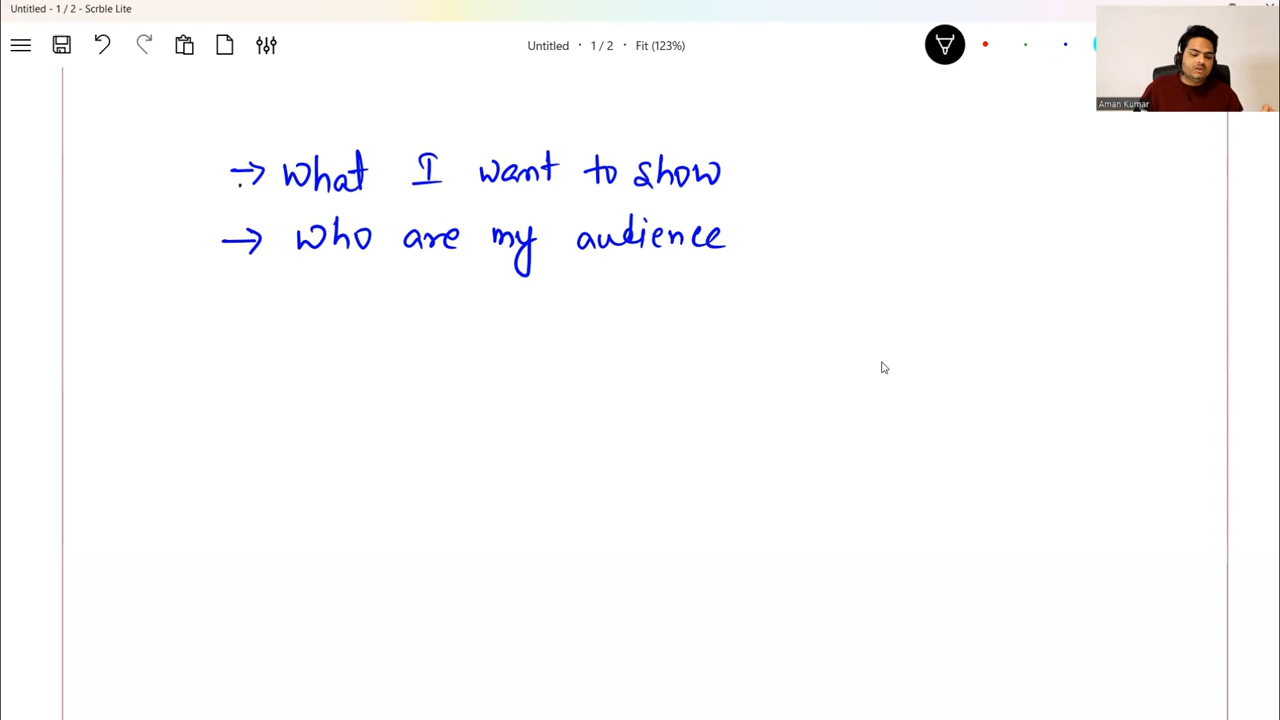 Untitled - 1 / 2 - Scrble Lite
Untitled • 1 / 2 • Fit (123%)
Aman Kumar
→ What I want to show
→ Who are my audience